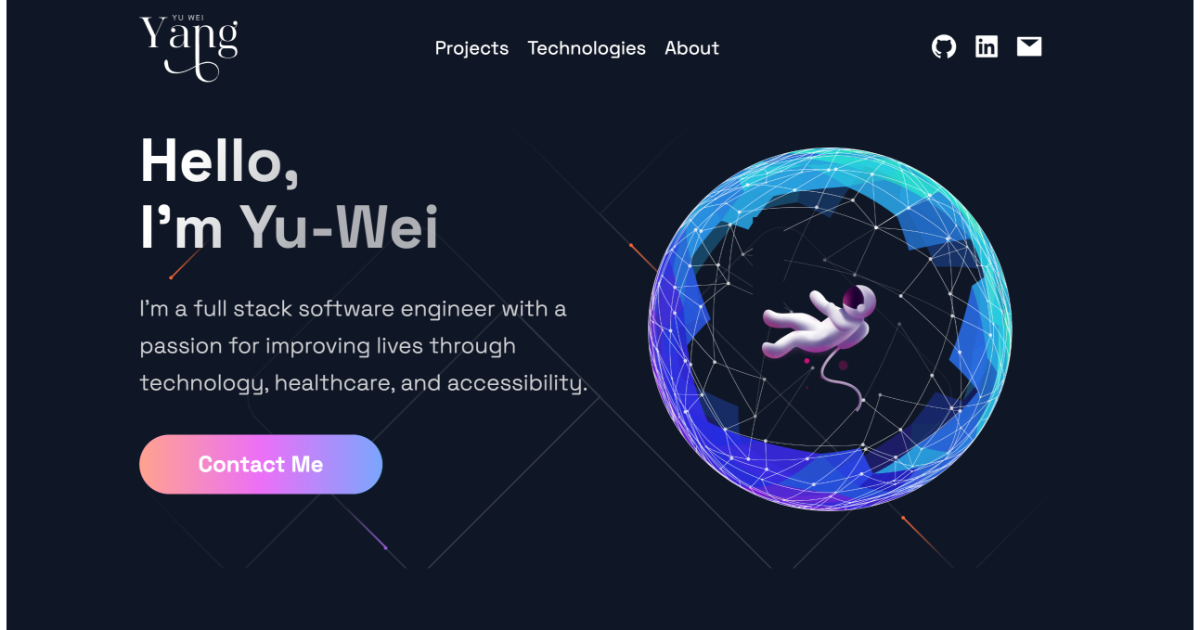 YU WEI
Yang
Projects Technologies About
in
Hello,
I'm Yu-Wei
I'm a full stack software engineer with a
passion for improving lives through
technology, healthcare, and accessibility.
Contact Me